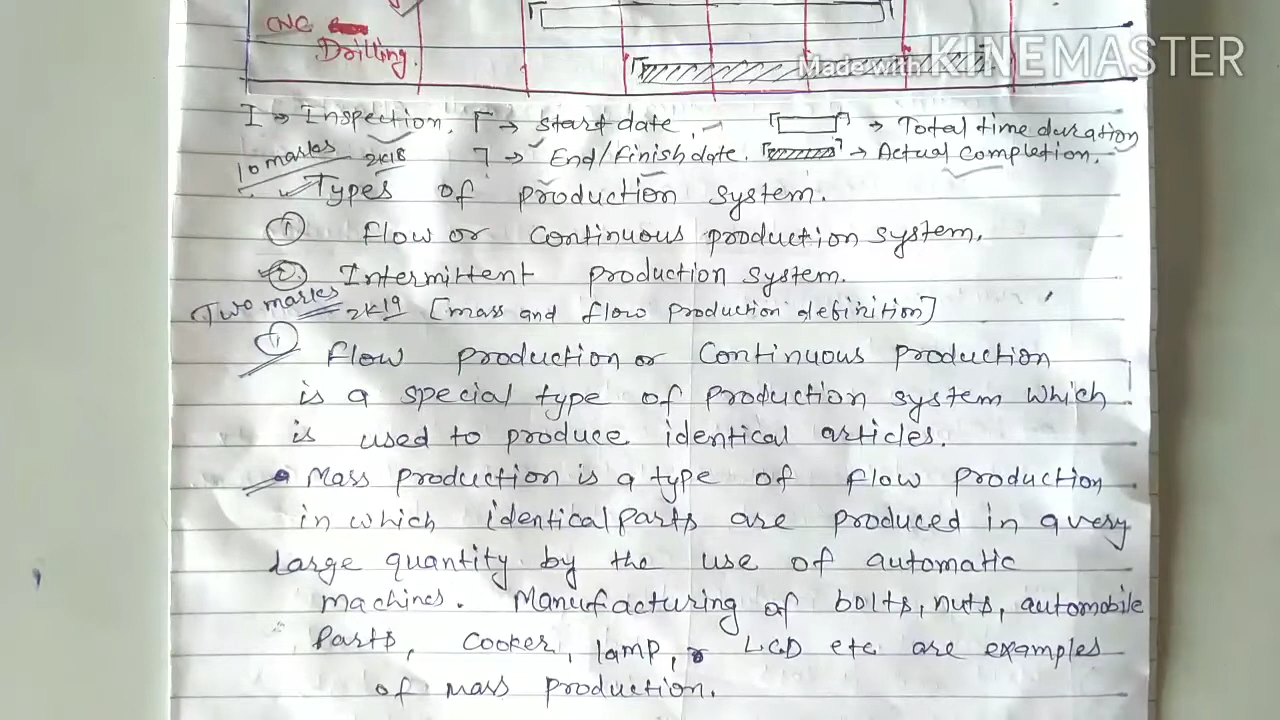 CNC
Drilling.
Made with KINEMASTER
I → Inspection, Γ → start date, → Total time duration
10 marks 2K18 ┐ → End/Finish date. → Actual completion.
Types of production system.
① Flow or continuous production system.
② Intermittent production system.
Two marks 2K19 [mass and flow production definition]
① Flow production or Continuous production
is a special type of production system which
is used to produce identical articles.
Mass production is a type of flow production
in which identical parts are produced in a very
large quantity by the use of automatic
machines. Manufacturing of bolts, nuts, automobile
Parts, Cooker, lamp, LCD etc are examples
of mass production.